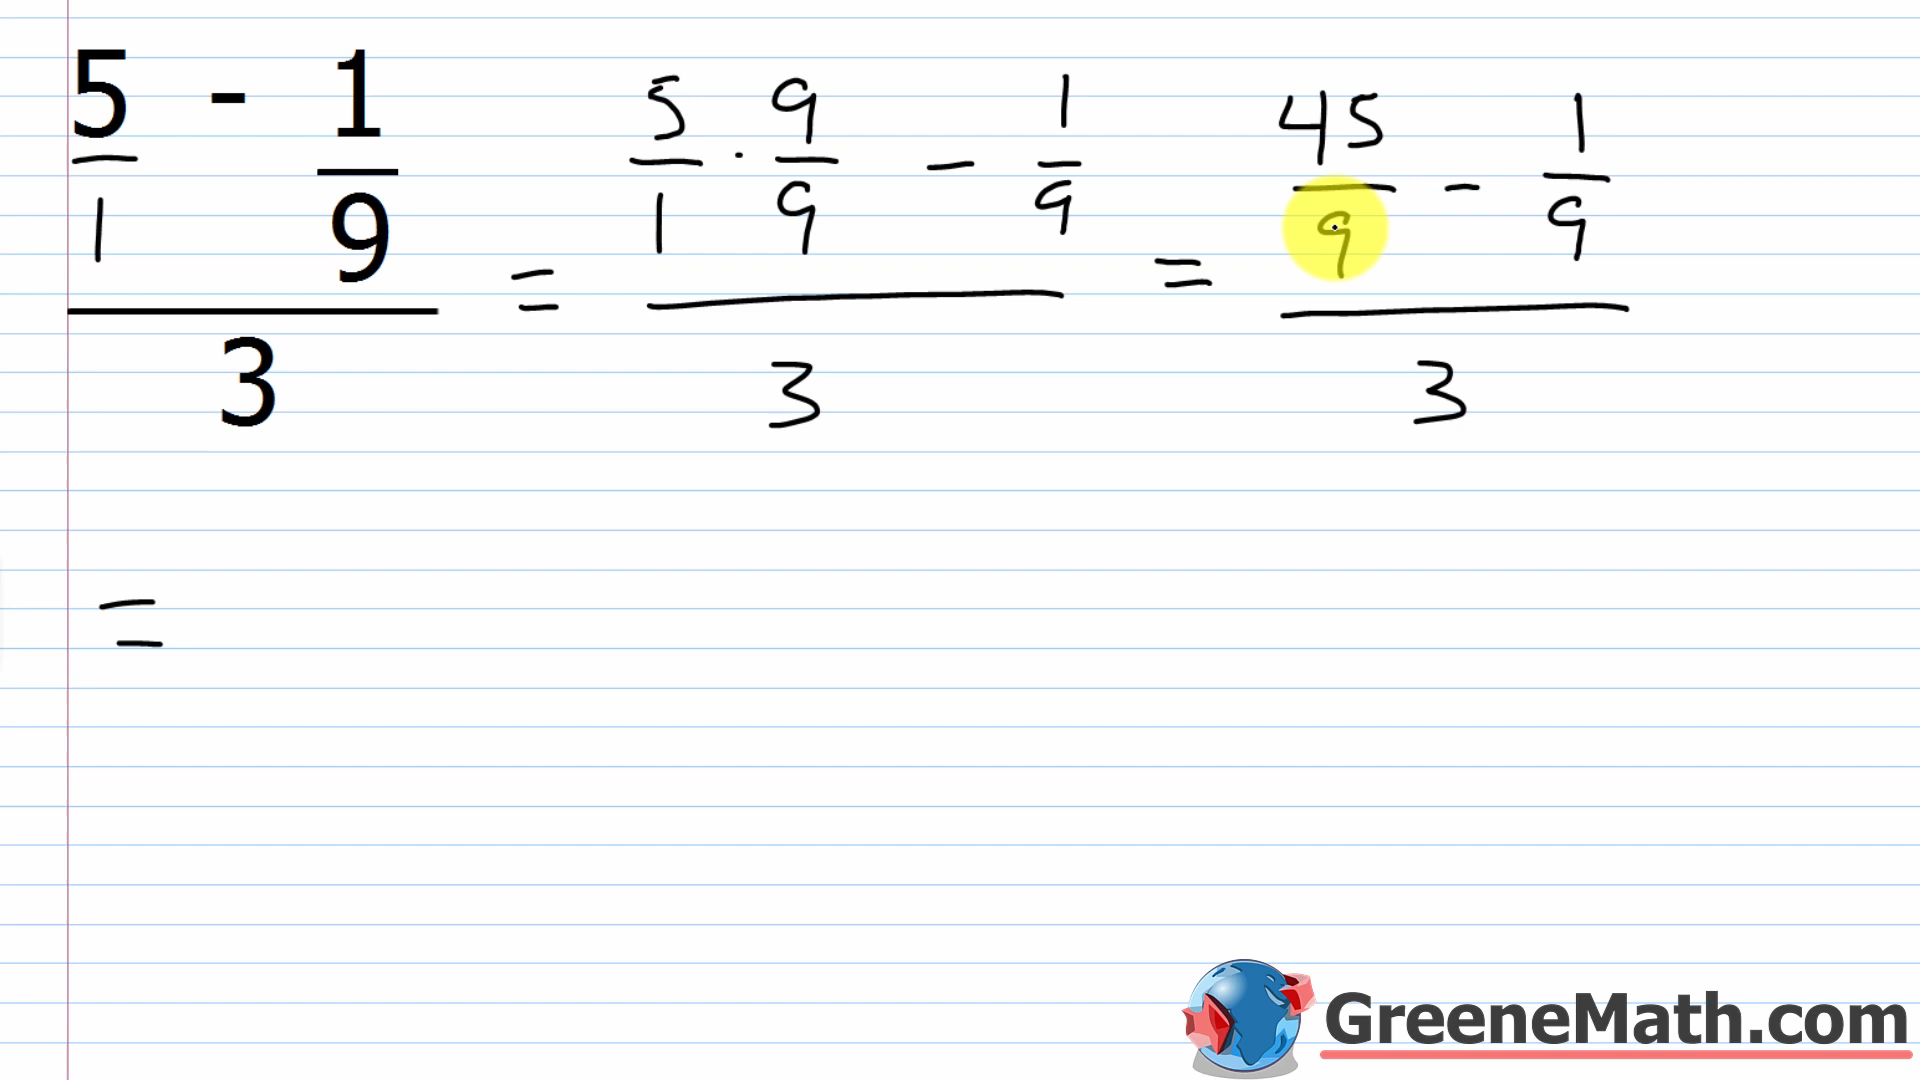 5 - 1 5 · 9 - 1 45 - 1
1 9 = 1 9 9 = 9 9
3 3 3
=
GreeneMath.com